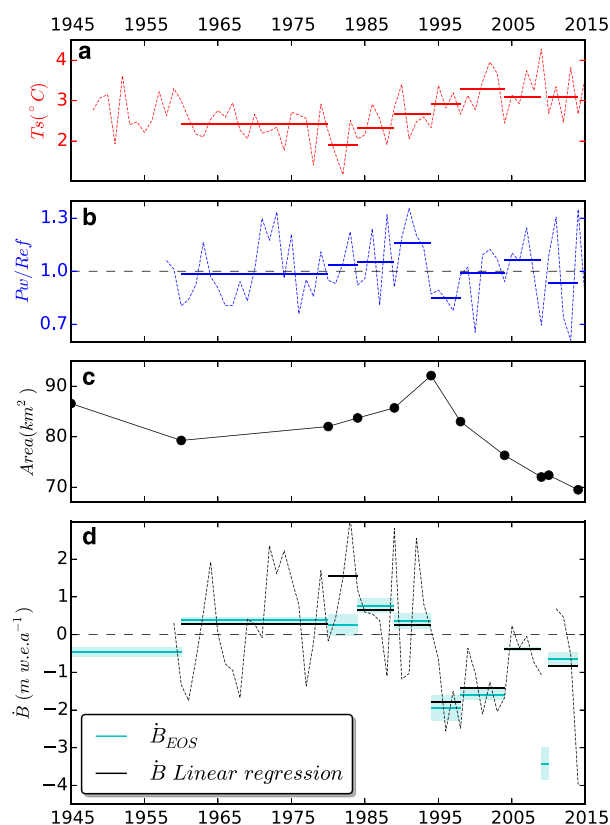 1945 1955 1965 1975 1985 1995 2005 2015
a
4
3
2
Ts(°C)
b
1.3
1.0
0.7
Pw/Ref
c
90
80
70
Area(km²)
d
2
1
0
−1
−2
−3
−4
Ḃ (m w.e.a⁻¹)
Ḃ_EOS
Ḃ Linear regression
1945 1955 1965 1975 1985 1995 2005 2015